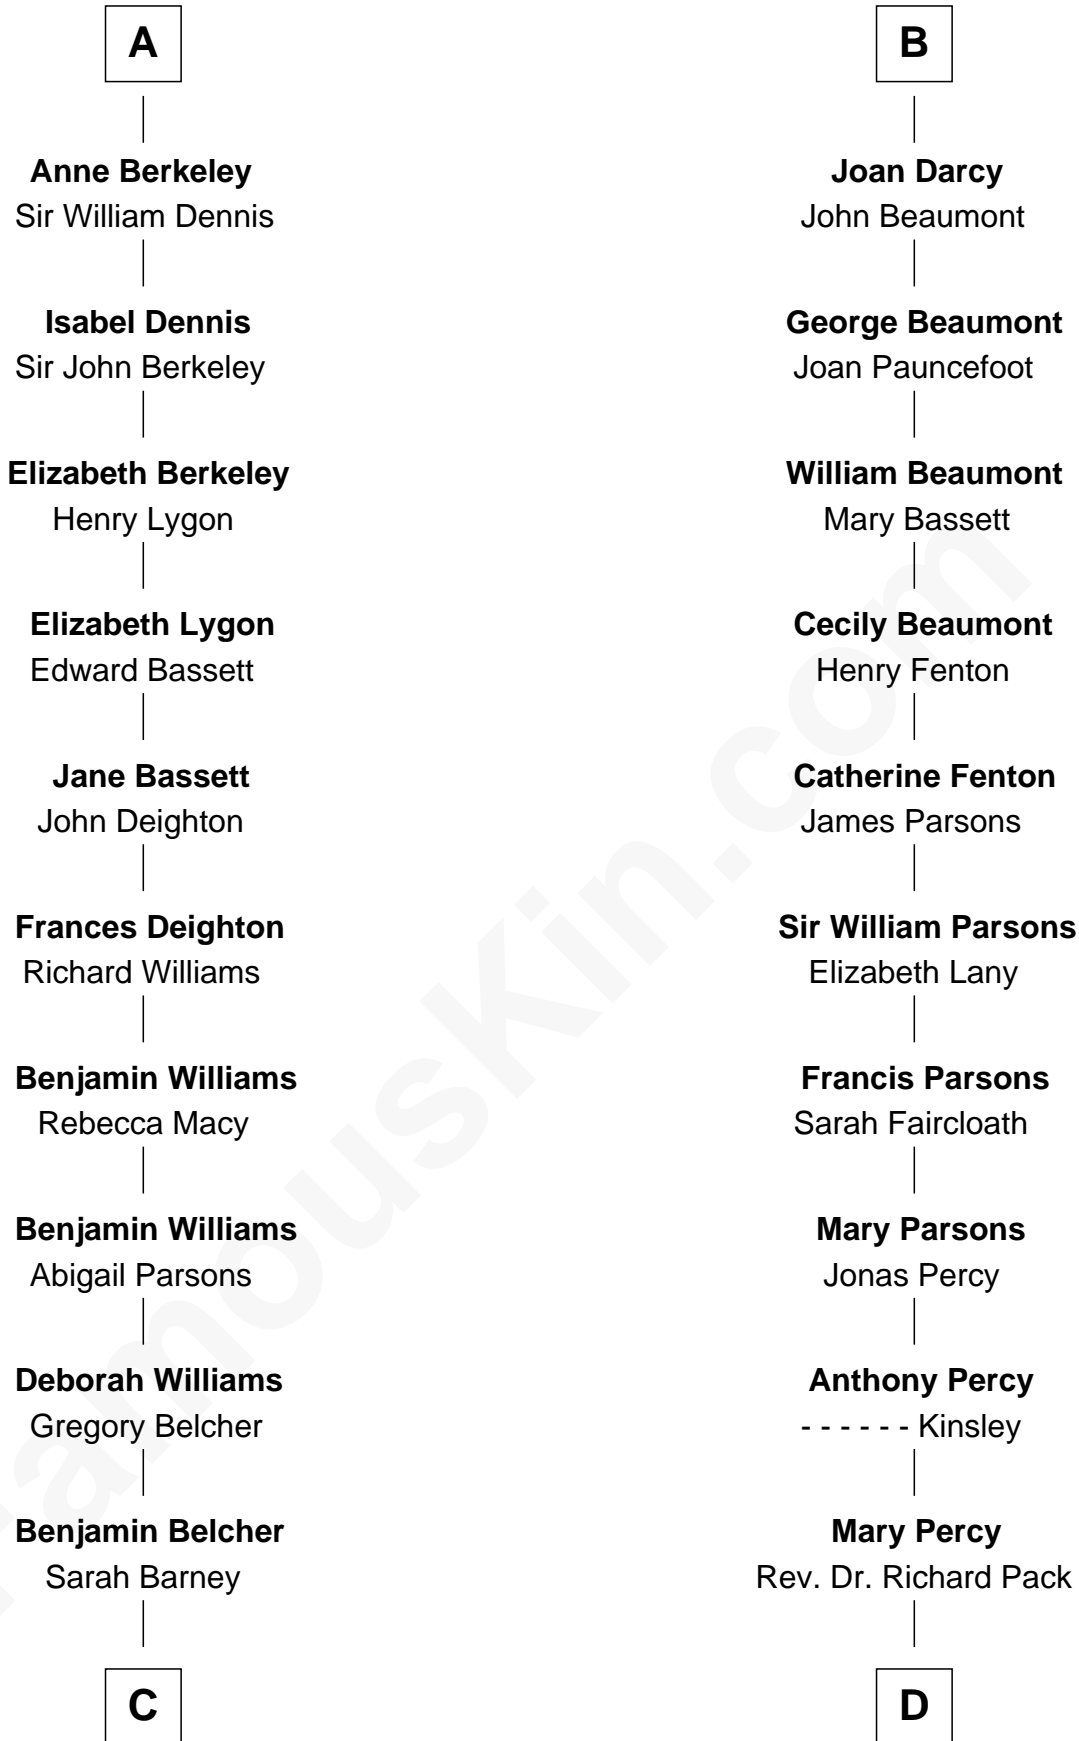 A
Anne Berkeley
Sir William Dennis
Isabel Dennis
Sir John Berkeley
Elizabeth Berkeley
Henry Lygon
Elizabeth Lygon
Edward Bassett
Jane Bassett
John Deighton
Frances Deighton
Richard Williams
Benjamin Williams
Rebecca Macy
Benjamin Williams
Abigail Parsons
Deborah Williams
Gregory Belcher
Benjamin Belcher
Sarah Barney
C
B
Joan Darcy
John Beaumont
George Beaumont
Joan Pauncefoot
William Beaumont
Mary Bassett
Cecily Beaumont
Henry Fenton
Catherine Fenton
James Parsons
Sir William Parsons
Elizabeth Lany
Francis Parsons
Sarah Faircloath
Mary Parsons
Jonas Percy
Anthony Percy
- - - - - - Kinsley
Mary Percy
Rev. Dr. Richard Pack
D
FamousKin.com